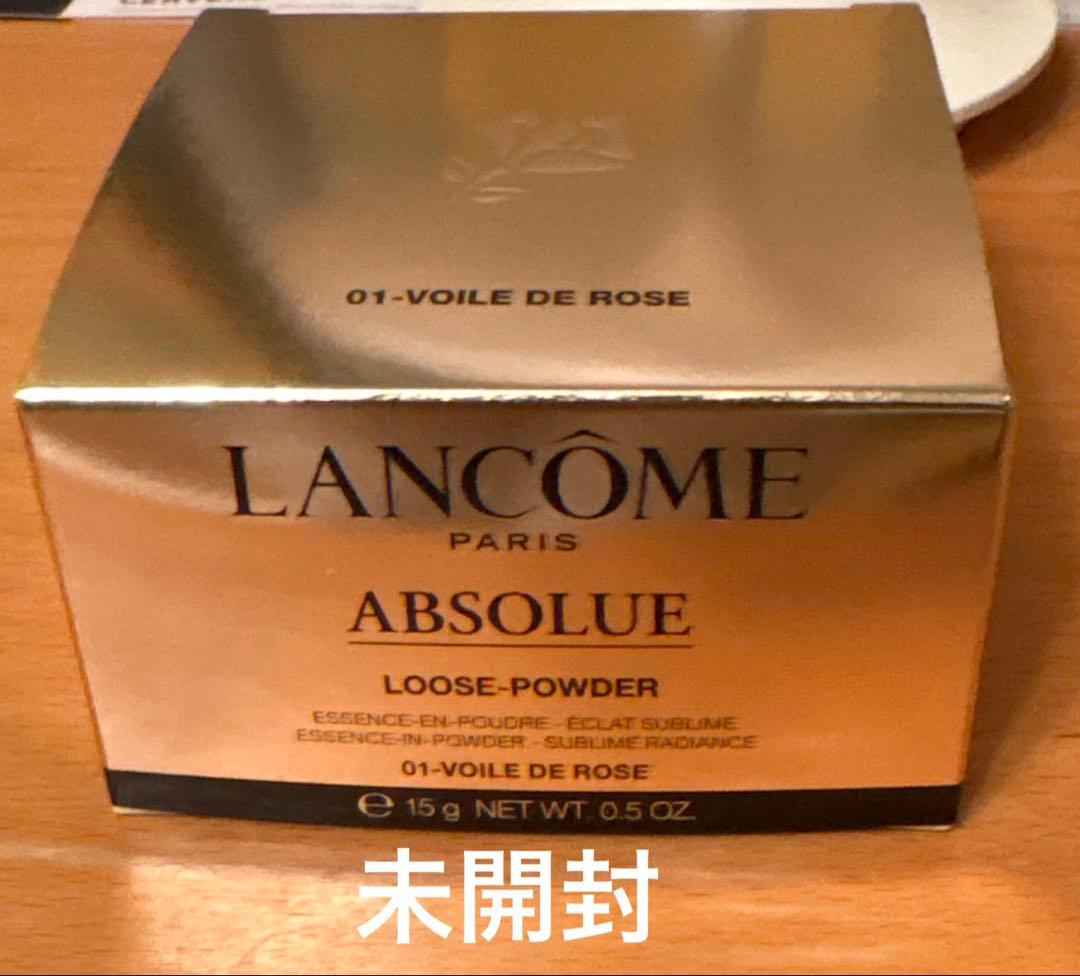 01-VOILE DE ROSE
LANCÔME
PARIS
ABSOLUE
LOOSE-POWDER
ESSENCE-EN-POUDRE - ÉCLAT SUBLIME
ESSENCE-IN-POWDER - SUBLIME RADIANCE
01-VOILE DE ROSE
℮ 15 g NET WT. 0.5 OZ.
未開封